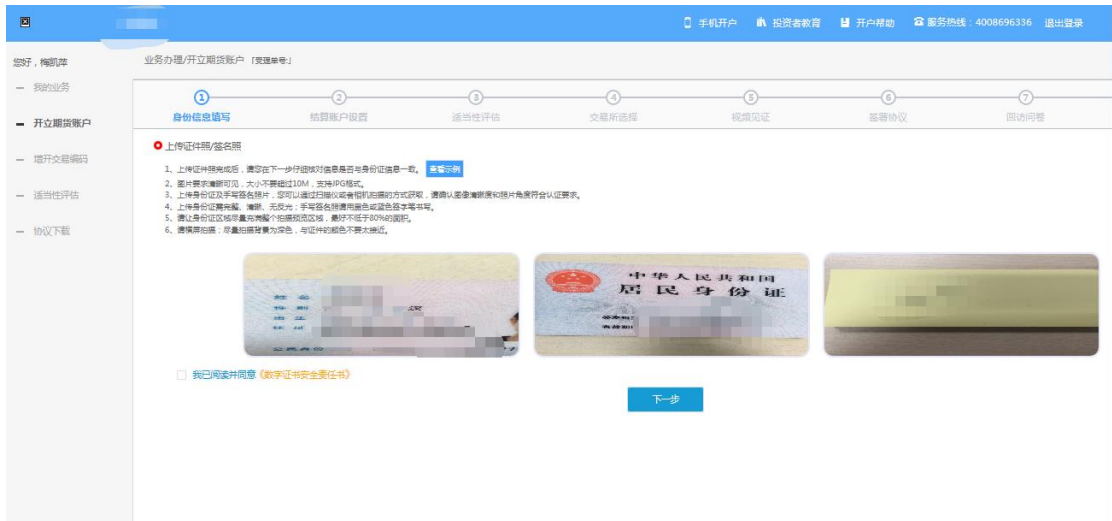 手机开户
投资者教育
开户帮助
服务热线：4008696336
退出登录
您好，梅凯萍
我的业务
开立期货账户
增开交易编码
适当性评估
协议下载
业务办理/开立期货账户「受理单号:」
1
身份信息填写
2
结算账户设置
3
适当性评估
4
交易所选择
5
视频见证
6
签署协议
7
回访问卷
上传证件照/签名照
1、上传证件照完成后，请您在下一步仔细核对信息是否与身份证信息一致。 查看示例
2、图片要求清晰可见，大小不要超过10M，支持JPG格式。
3、上传身份证及手写签名照片，您可以通过扫描仪或者相机拍摄的方式获取，请确认图像清晰度和照片角度符合认证要求。
4、上传身份证需完整、清晰、无反光；手写签名照请用黑色或蓝色签字笔书写。
5、请让身份证区域尽量充满整个拍摄预览区域，最好不低于80%的面积。
6、请横屏拍摄；尽量拍摄背景为深色，与证件的颜色不要太接近。
姓 名
性 别
汉
中华人民共和国
居民身份证
我已阅读并同意《数字证书安全责任书》
下一步